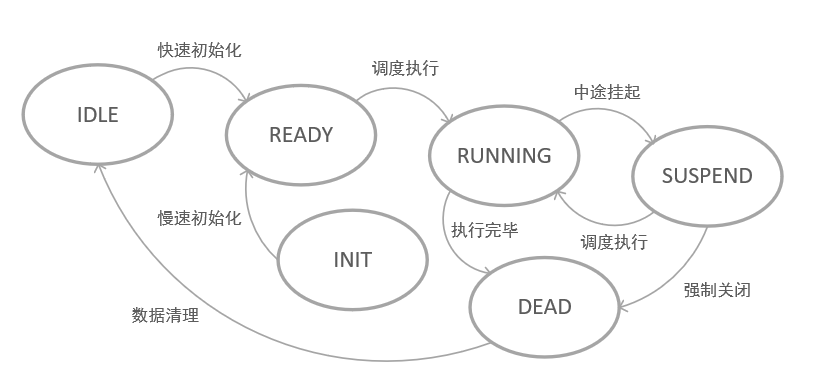 快速初始化
调度执行
中途挂起
IDLE
READY
RUNNING
SUSPEND
慢速初始化
执行完毕
调度执行
INIT
强制关闭
DEAD
数据清理